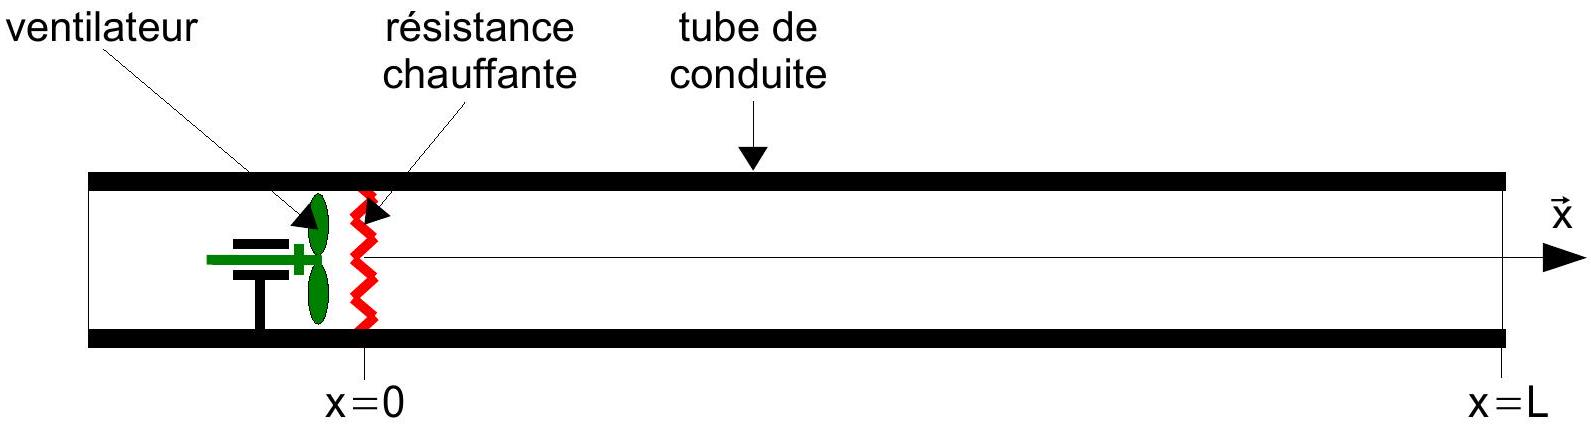 ventilateur
résistance
chauffante
tube de
conduite
x⃗
x=0
x=L